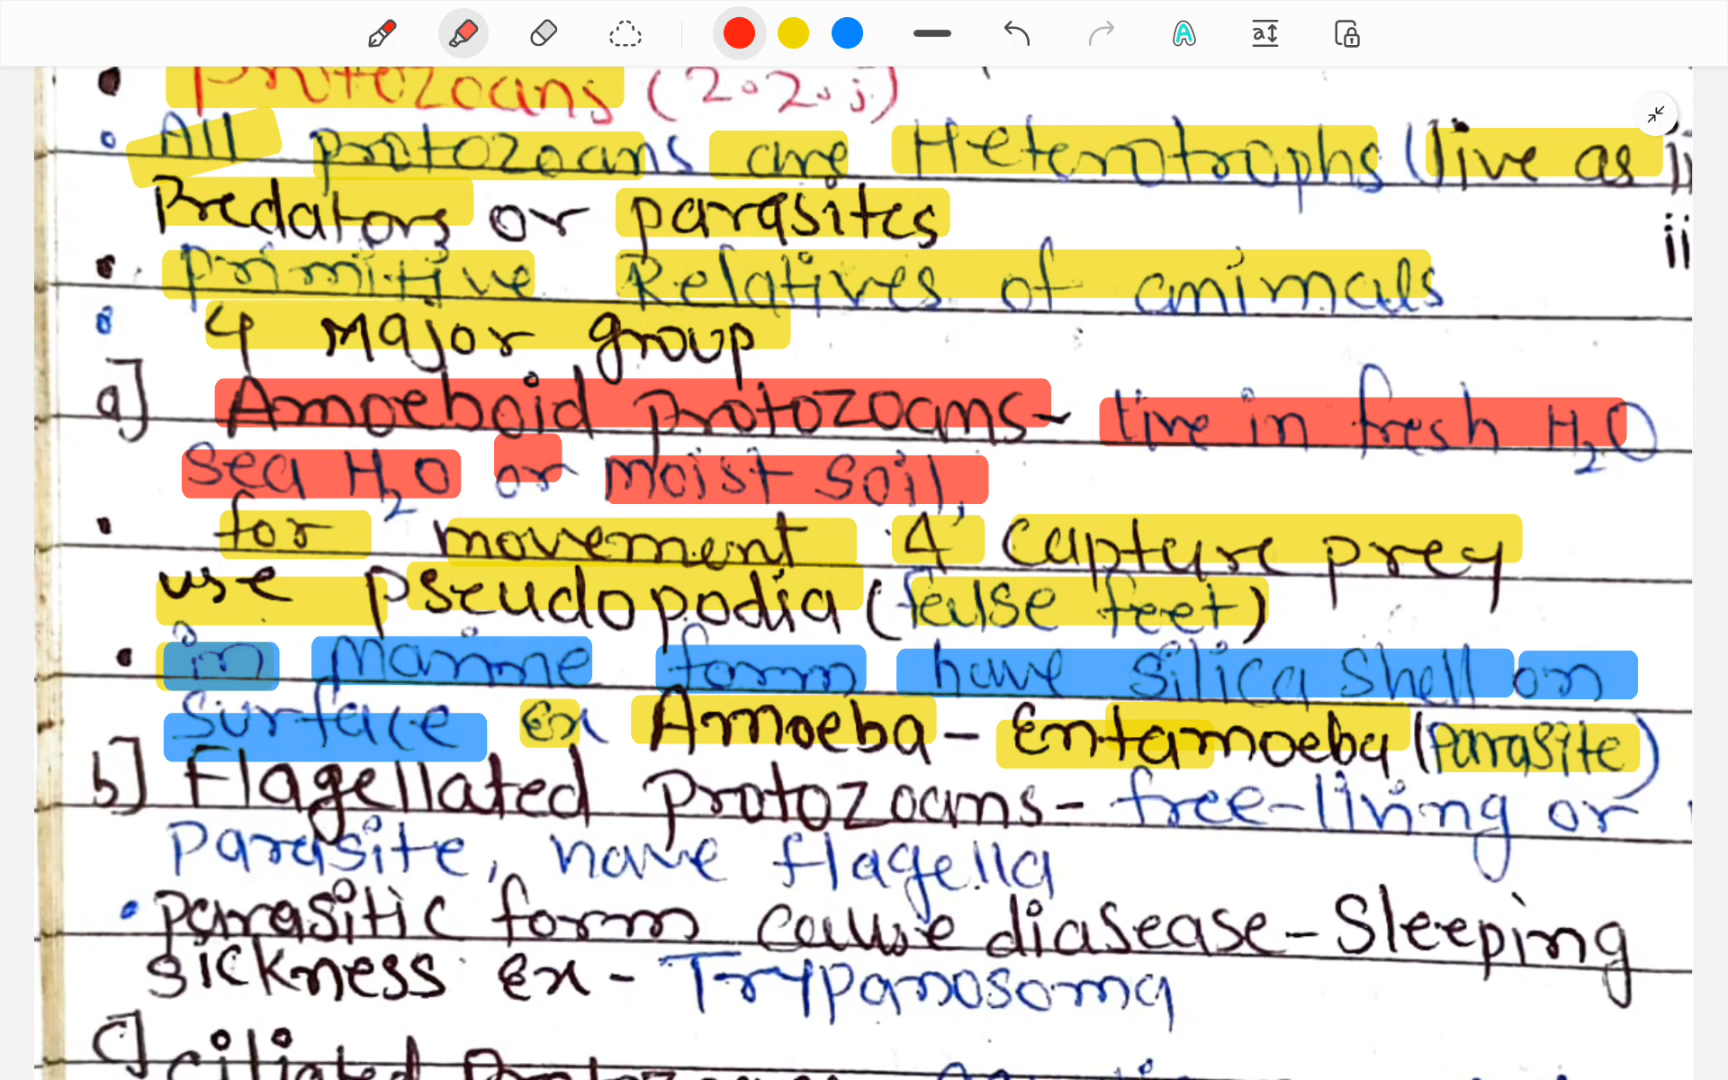 Protozoans (2.2.5)
All protozoans are Heterotrophs (live as
Predators or parasites
primitive Relatives of animals
4 Major group
a] Amoeboid protozoans- live in fresh H2O
sea H2O or moist soil,
for movement & capture prey
use pseudopodia (false feet)
in Marine form have silica shell on
surface Ex Amoeba - Entamoeba (parasite)
b] Flagellated protozoans- free-living or
Parasite, have flagella
parasitic form cause diasease - Sleeping
sickness Ex - Trypanosoma
c] ciliated Protozoans
ii